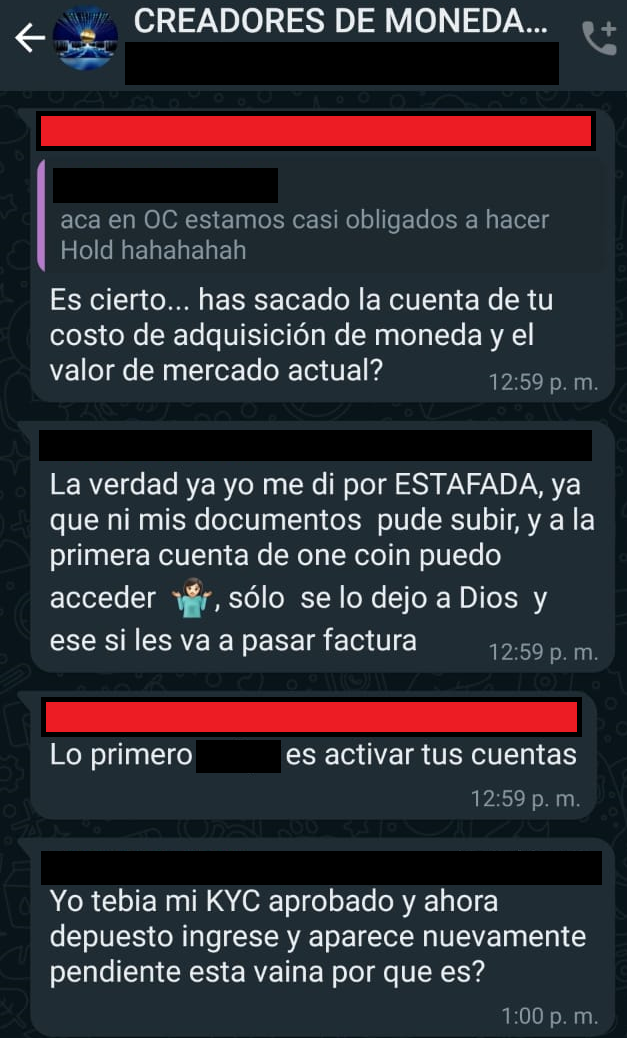 CREADORES DE MONEDA...
aca en OC estamos casi obligados a hacer
Hold hahahahah
Es cierto... has sacado la cuenta de tu
costo de adquisición de moneda y el
valor de mercado actual?
12:59 p. m.
La verdad ya yo me di por ESTAFADA, ya
que ni mis documentos pude subir, y a la
primera cuenta de one coin puedo
acceder 🤷🏻‍♀️, sólo se lo dejo a Dios y
ese si les va a pasar factura
12:59 p. m.
Lo primero es activar tus cuentas
12:59 p. m.
Yo tebia mi KYC aprobado y ahora
depuesto ingrese y aparece nuevamente
pendiente esta vaina por que es?
1:00 p. m.